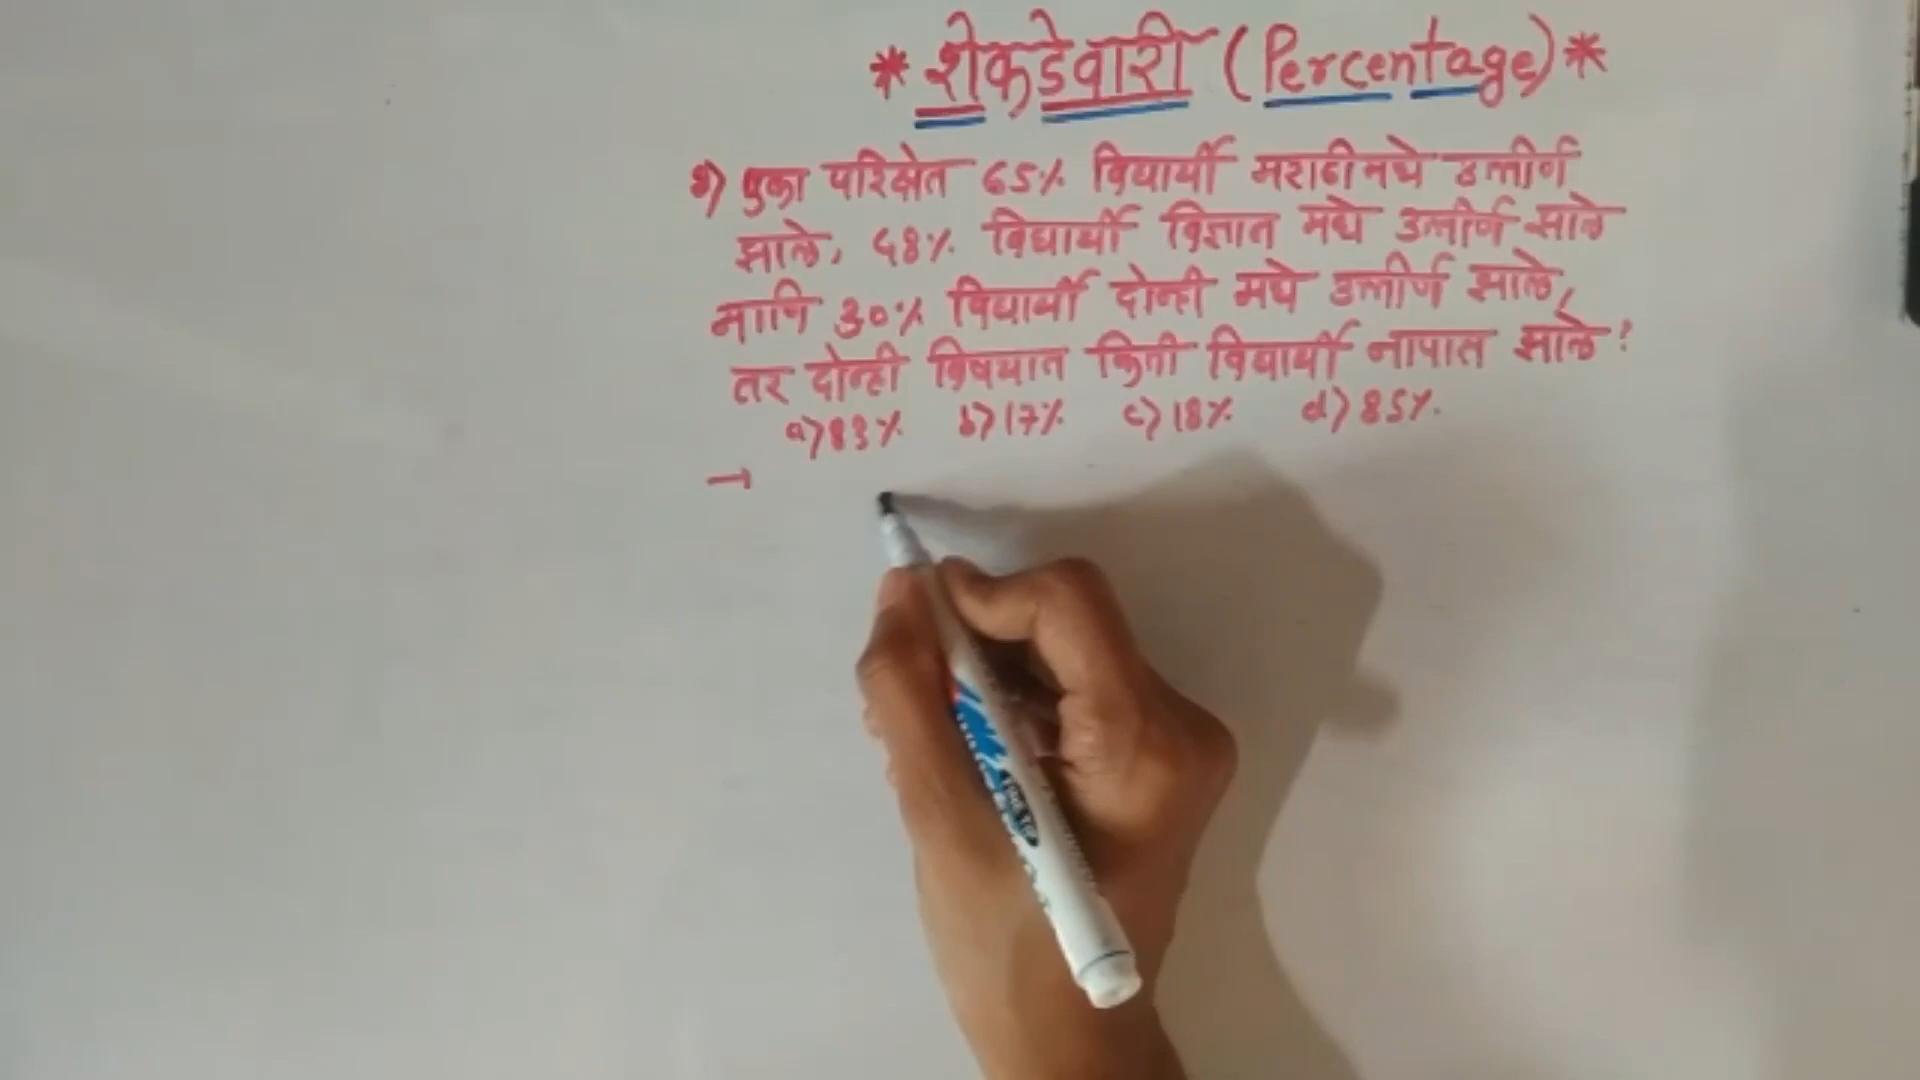 * शेकडेवारी (Percentage) *
१) एका परिक्षेत 65% विद्यार्थी मराठीमधे उत्तीर्ण
झाले, 48% विद्यार्थी विज्ञान मधे उत्तीर्ण झाले
आणि 30% विद्यार्थी दोन्ही मधे उत्तीर्ण झाले,
तर दोन्ही विषयात किती विद्यार्थी नापास झाले?
a) 83% b) 17% c) 18% d) 85%.
→